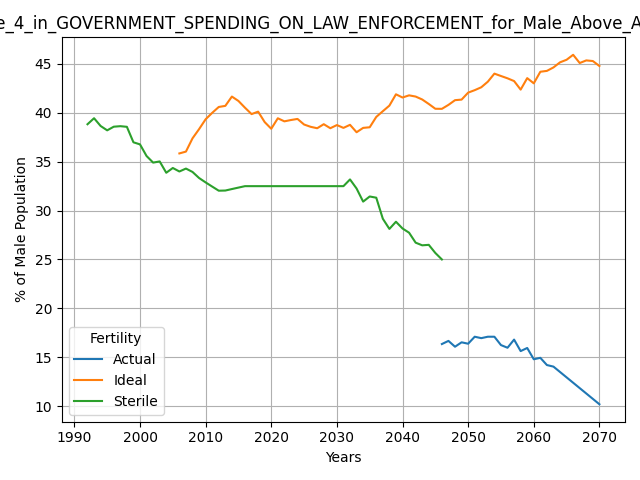 e_4_in_GOVERNMENT_SPENDING_ON_LAW_ENFORCEMENT_for_Male_Above_A
% of Male Population
45
40
35
30
25
20
15
10
Fertility
Actual
Ideal
Sterile
1990 2000 2010 2020 2030 2040 2050 2060 2070
Years